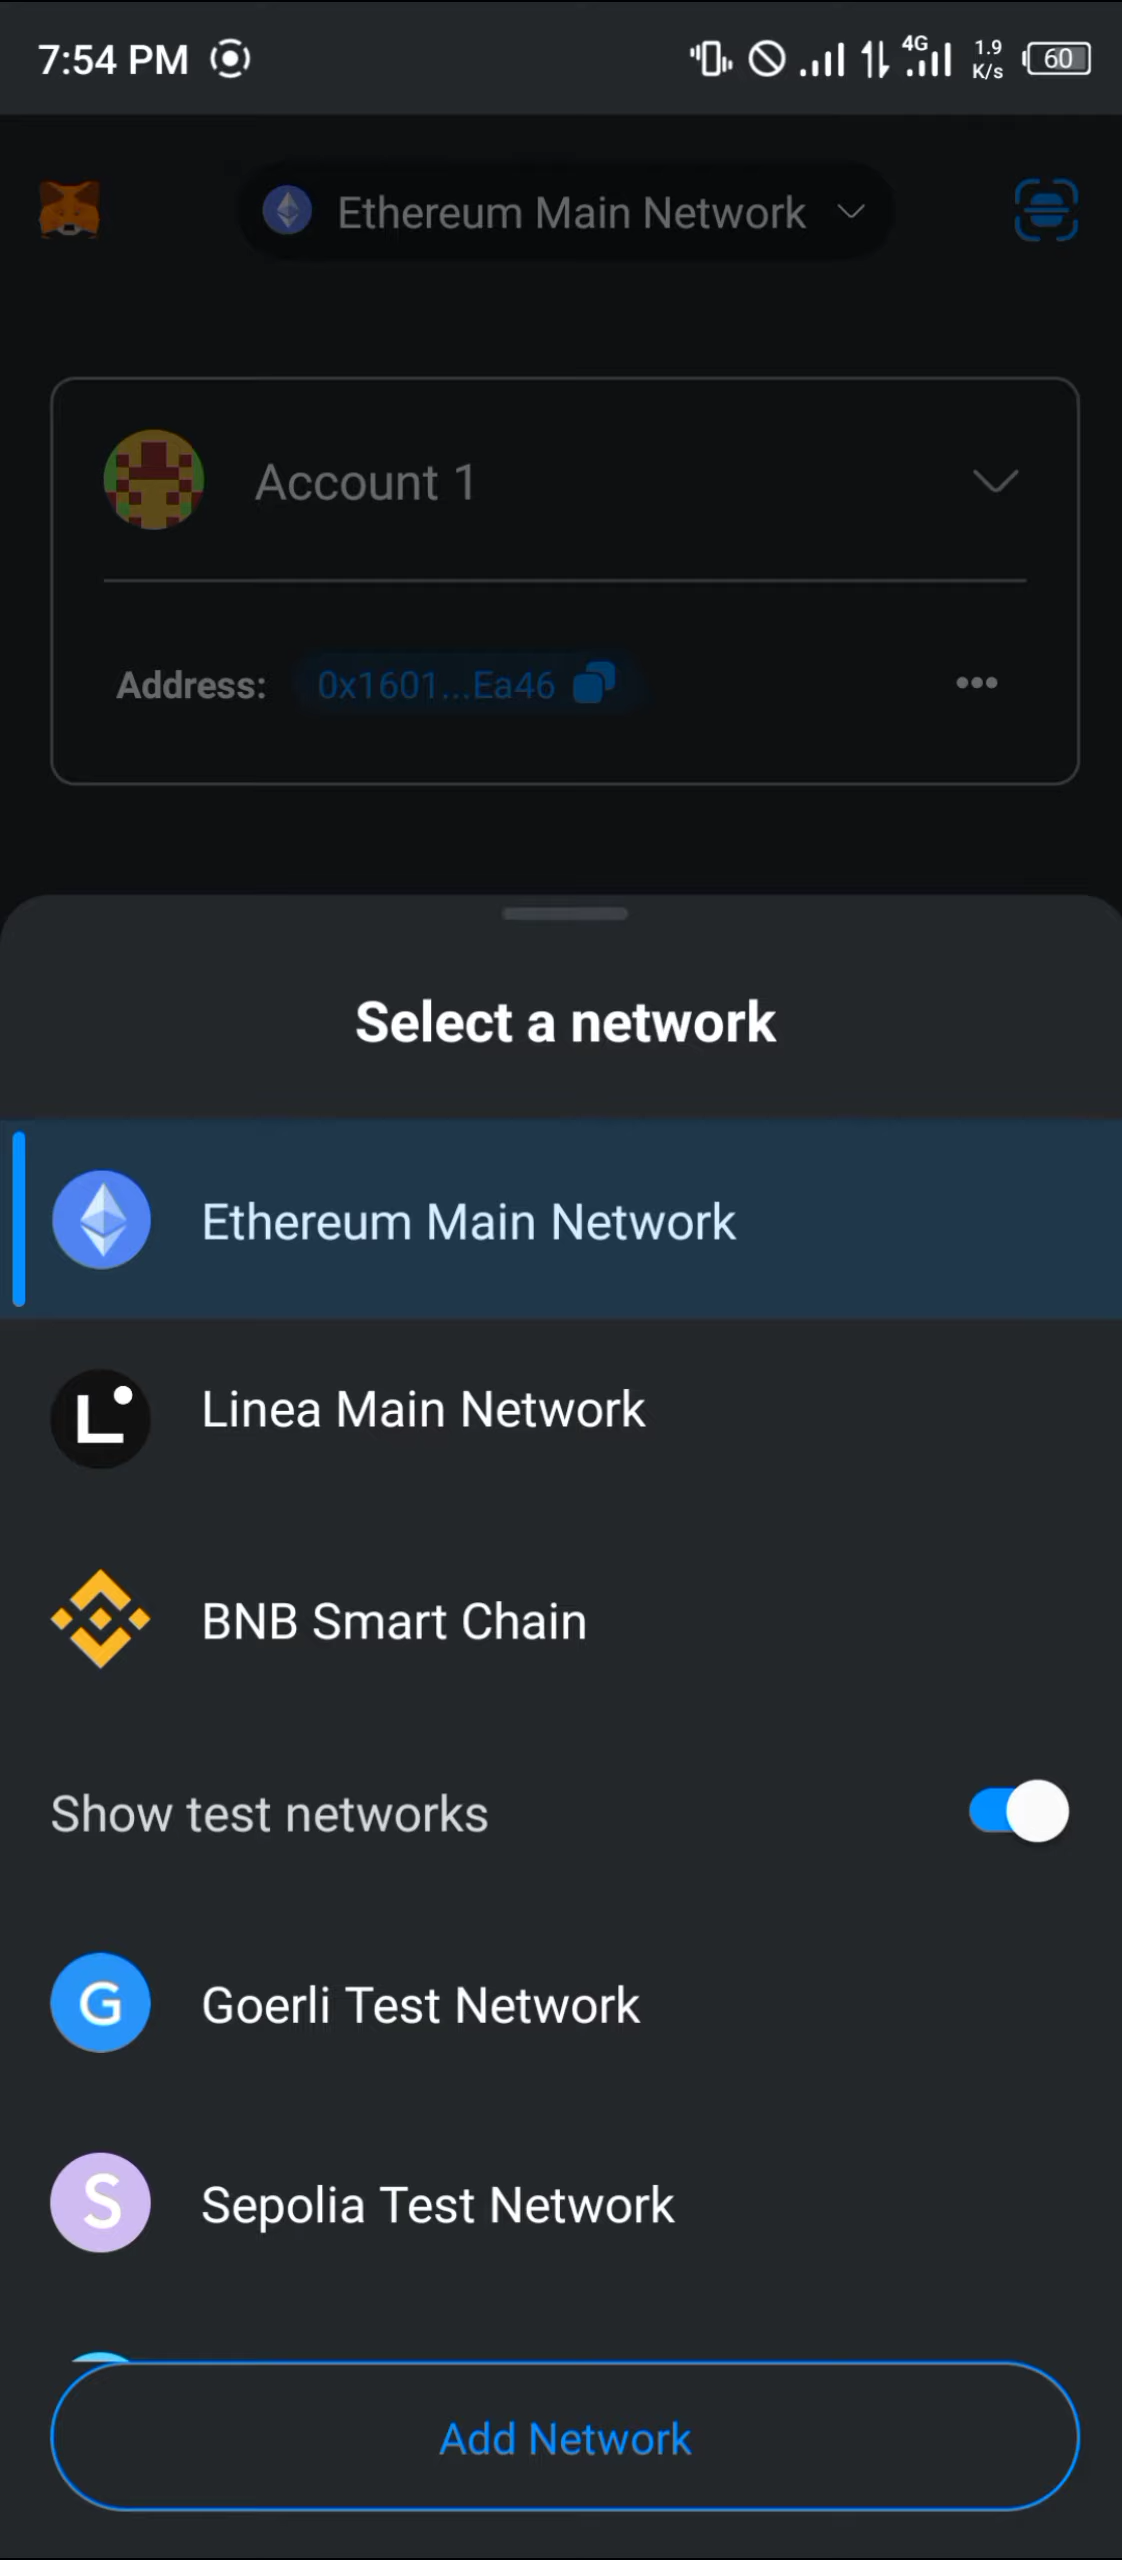 7:54 PM 4G 1.9 K/s 60
Ethereum Main Network
Account 1
Address: 0x1601...Ea46
Select a network
Ethereum Main Network
L Linea Main Network
BNB Smart Chain
Show test networks
G Goerli Test Network
S Sepolia Test Network
Add Network